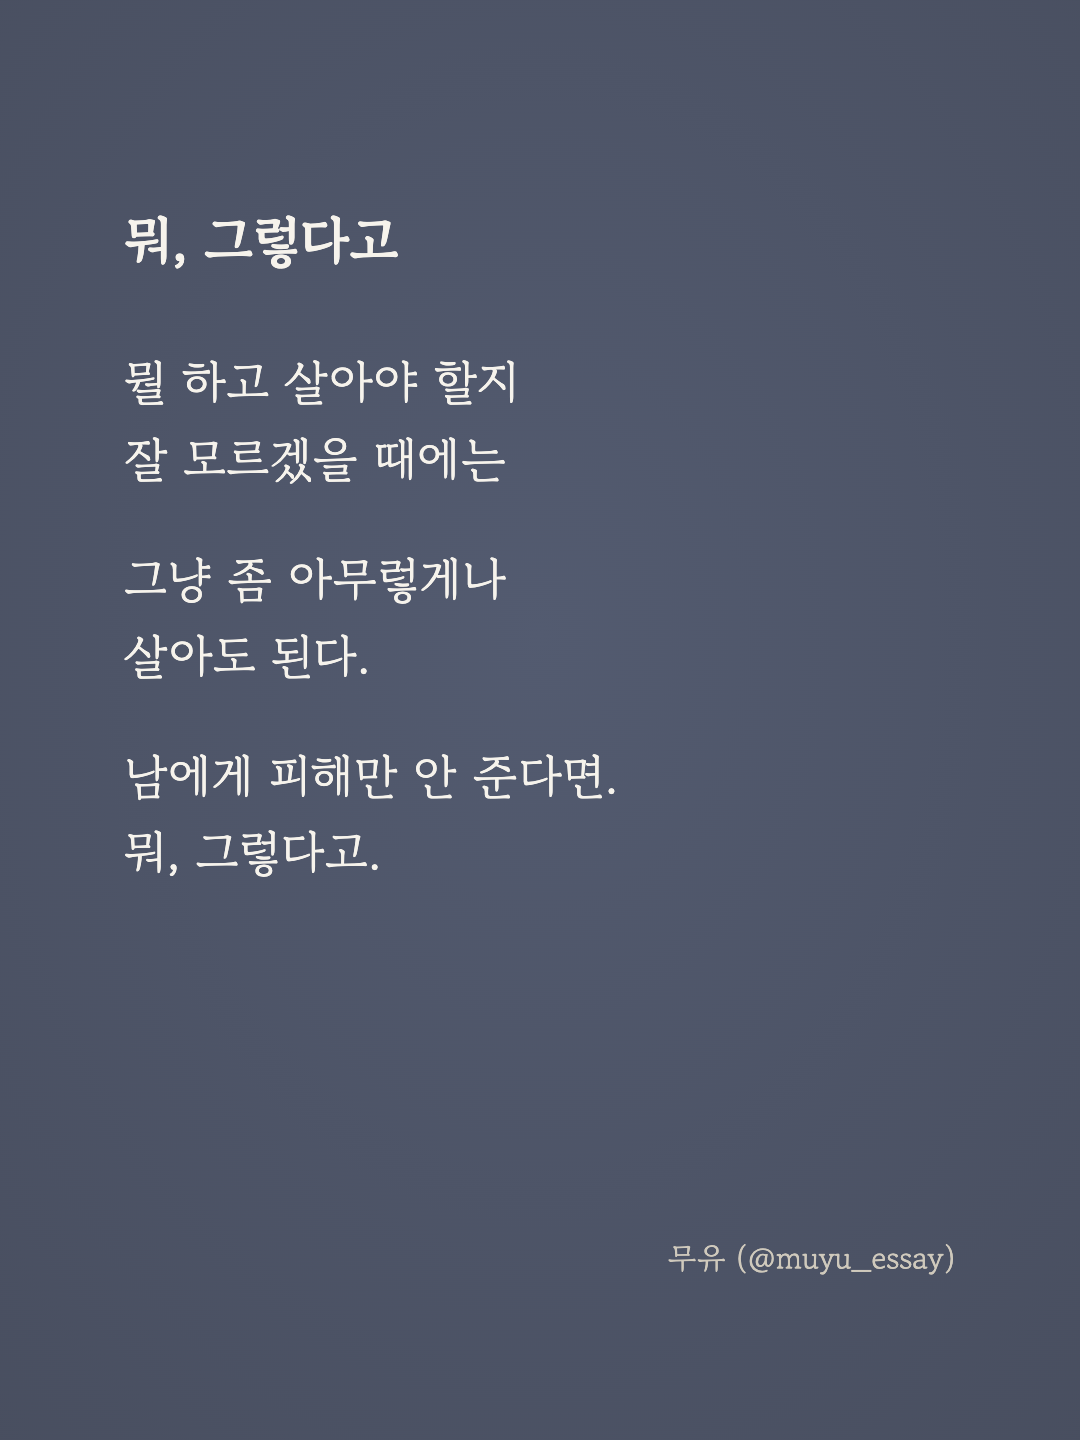 뭐, 그렇다고
뭘 하고 살아야 할지
잘 모르겠을 때에는
그냥 좀 아무렇게나
살아도 된다.
남에게 피해만 안 준다면.
뭐, 그렇다고.
무유 (@muyu_essay)